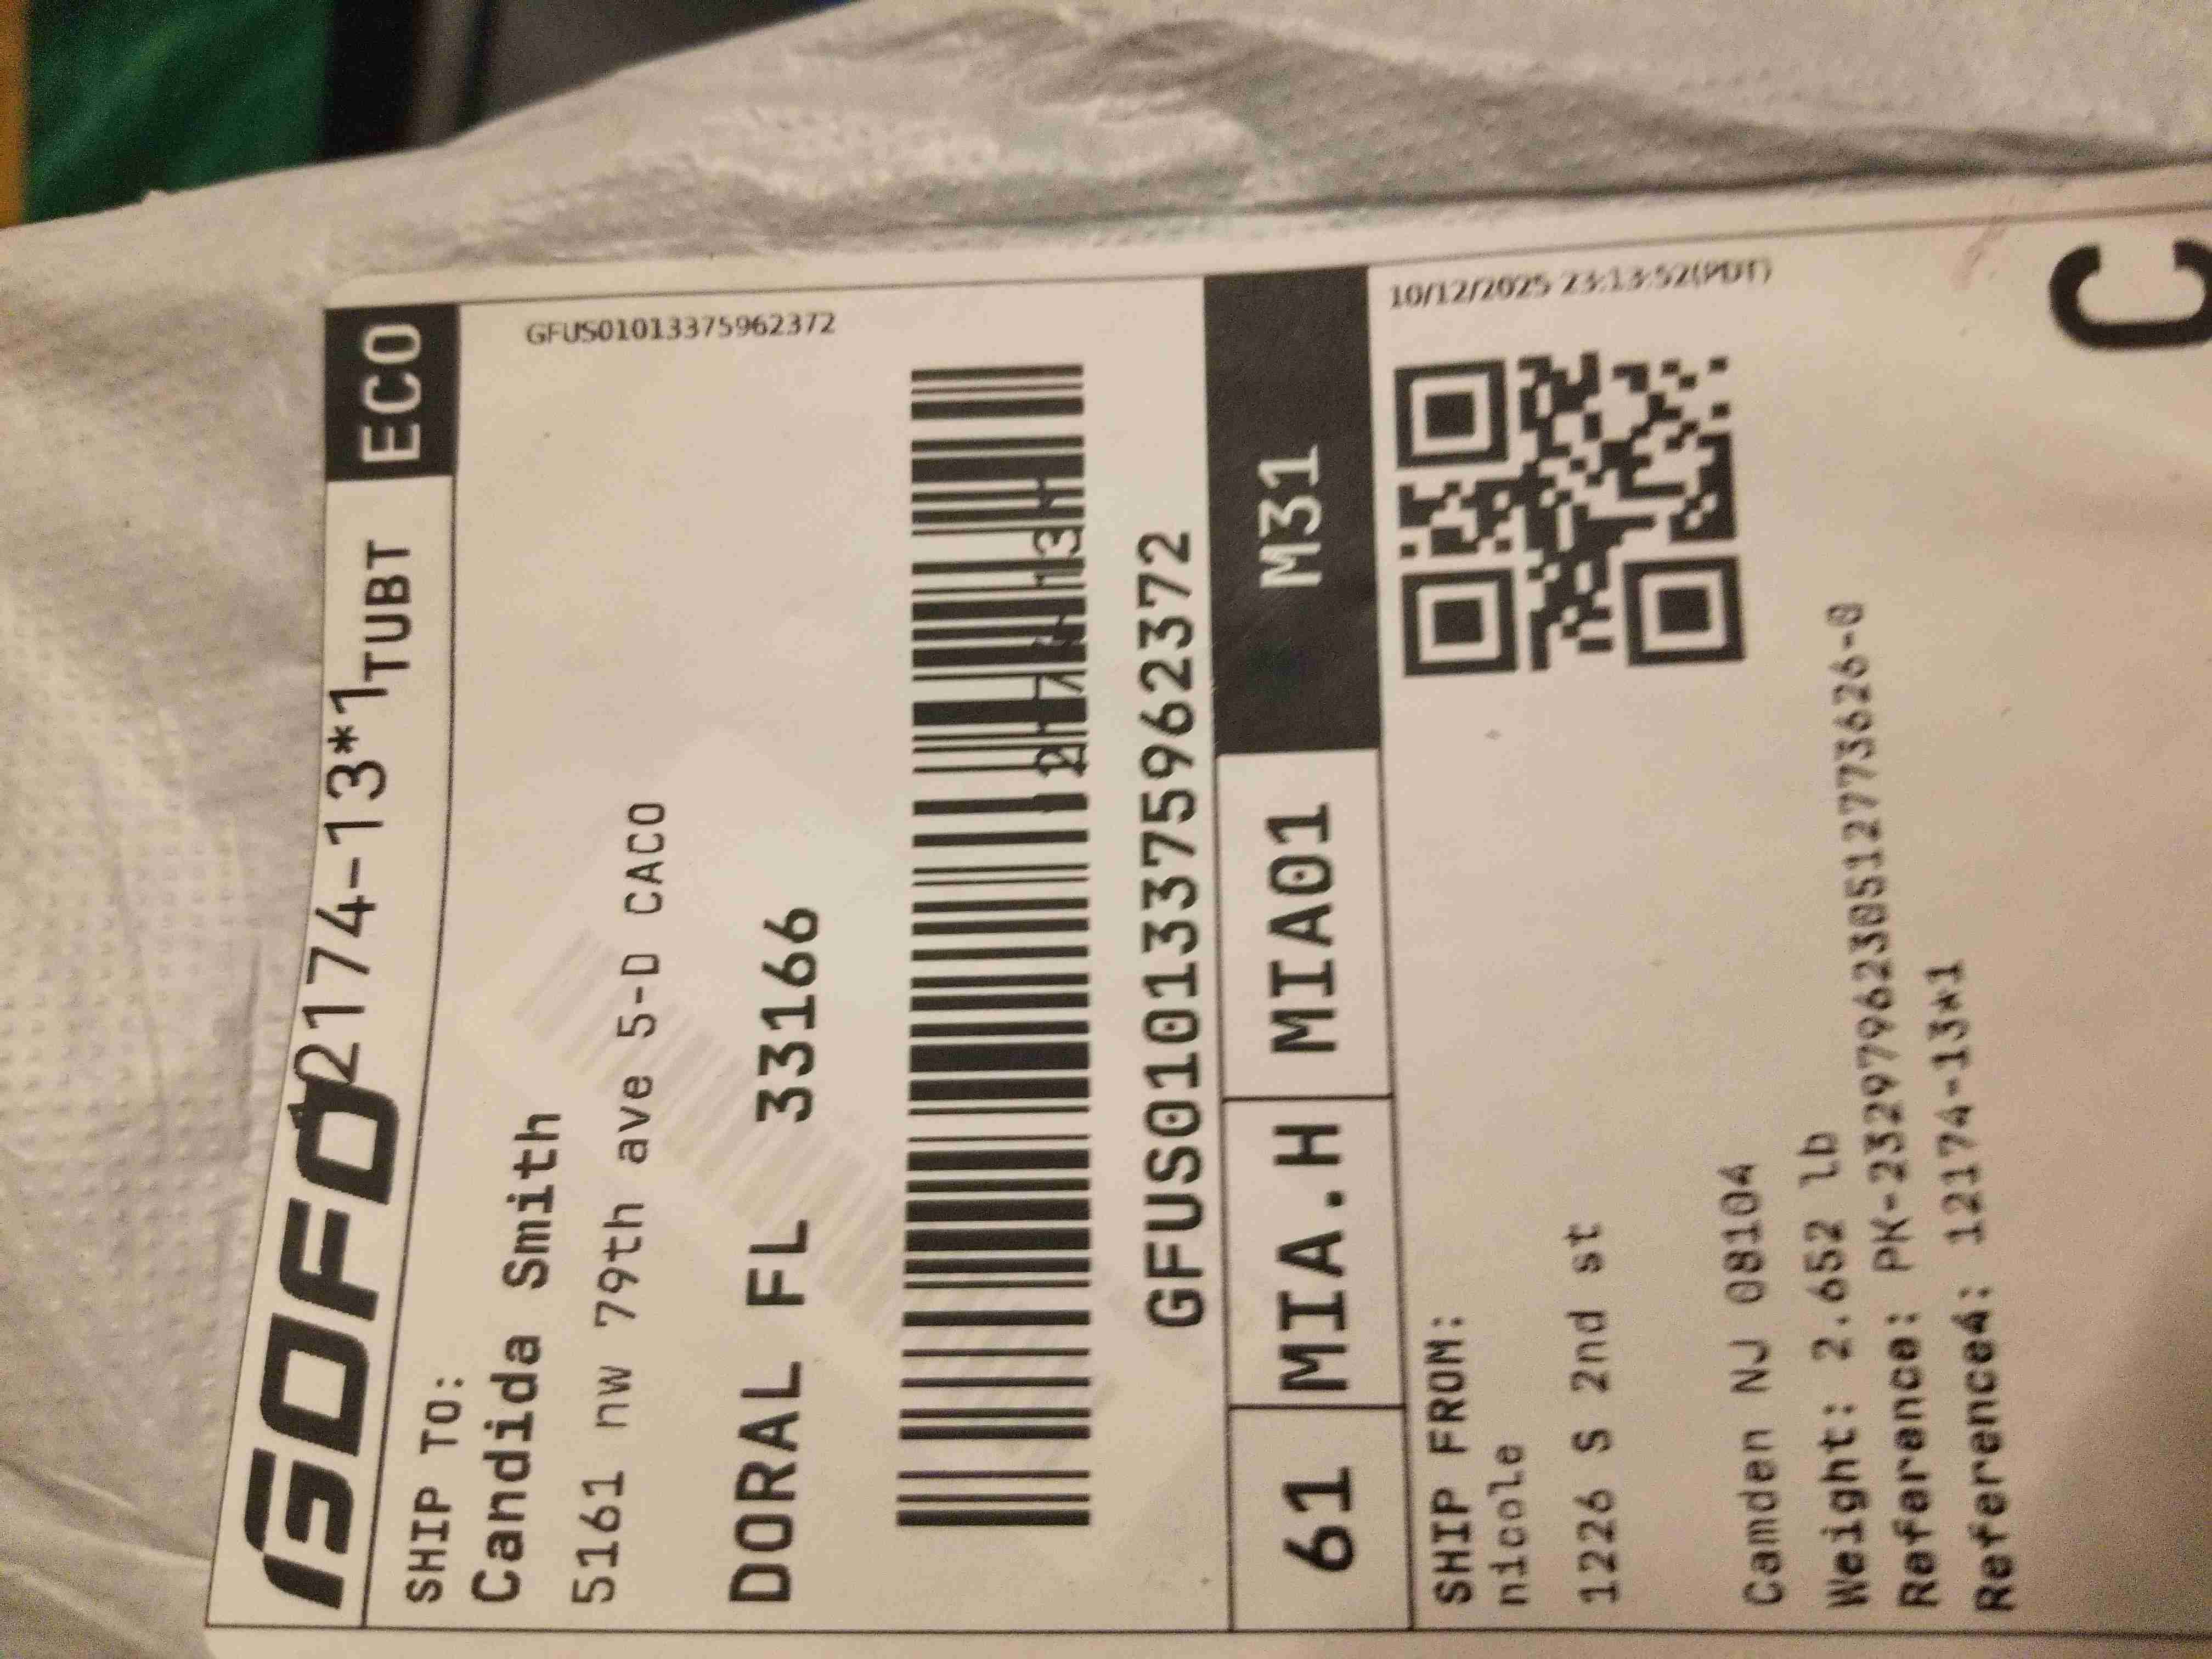 GOFO
12174-13*1
TUBT
ECO
SHIP TO:
Candida Smith
GFUS01013375962372
5161 nw 79th ave 5-D CACO
DORAL FL 33166
GFUS01013375962372
61
MIA.H
MIA01
M31
SHIP FROM:
nicole
10/12/2025 23:13:52(PDT)
1226 S 2nd st
Camden NJ 08104
Weight: 2.652 lb
Reference: PK-23297962305127736​26-0
Reference4: 12174-13*1
C